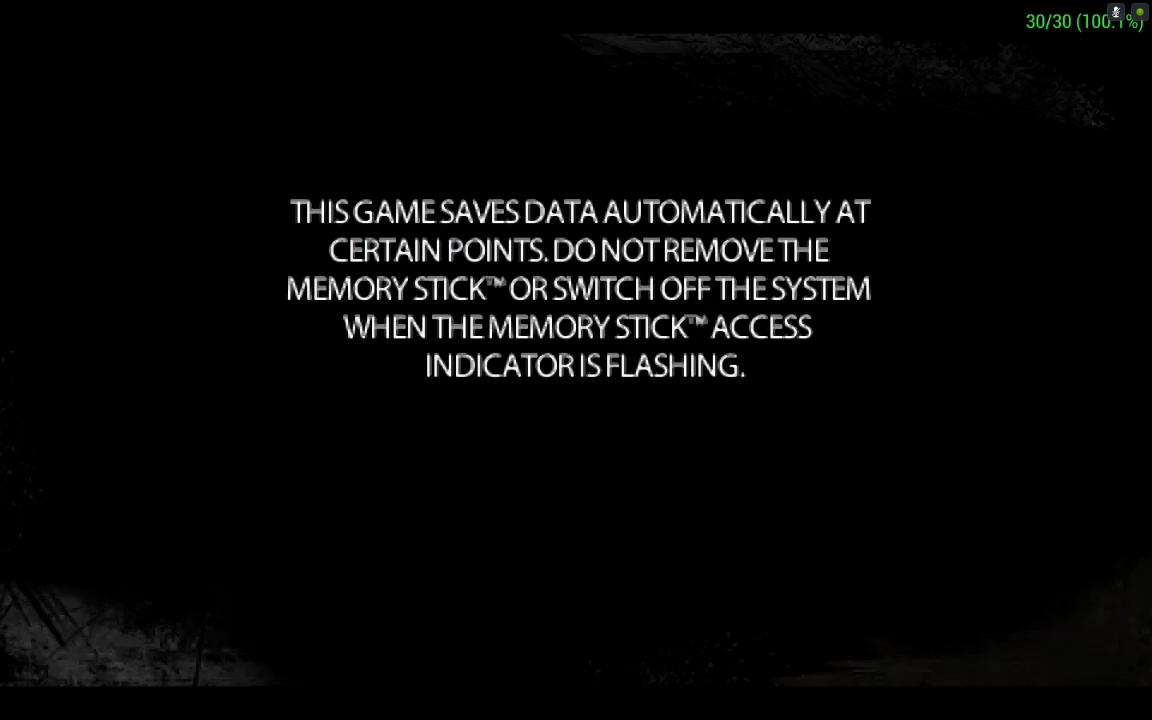 30/30 (100.1%)
THIS GAME SAVES DATA AUTOMATICALLY AT
CERTAIN POINTS. DO NOT REMOVE THE
MEMORY STICK™ OR SWITCH OFF THE SYSTEM
WHEN THE MEMORY STICK™ ACCESS
INDICATOR IS FLASHING.